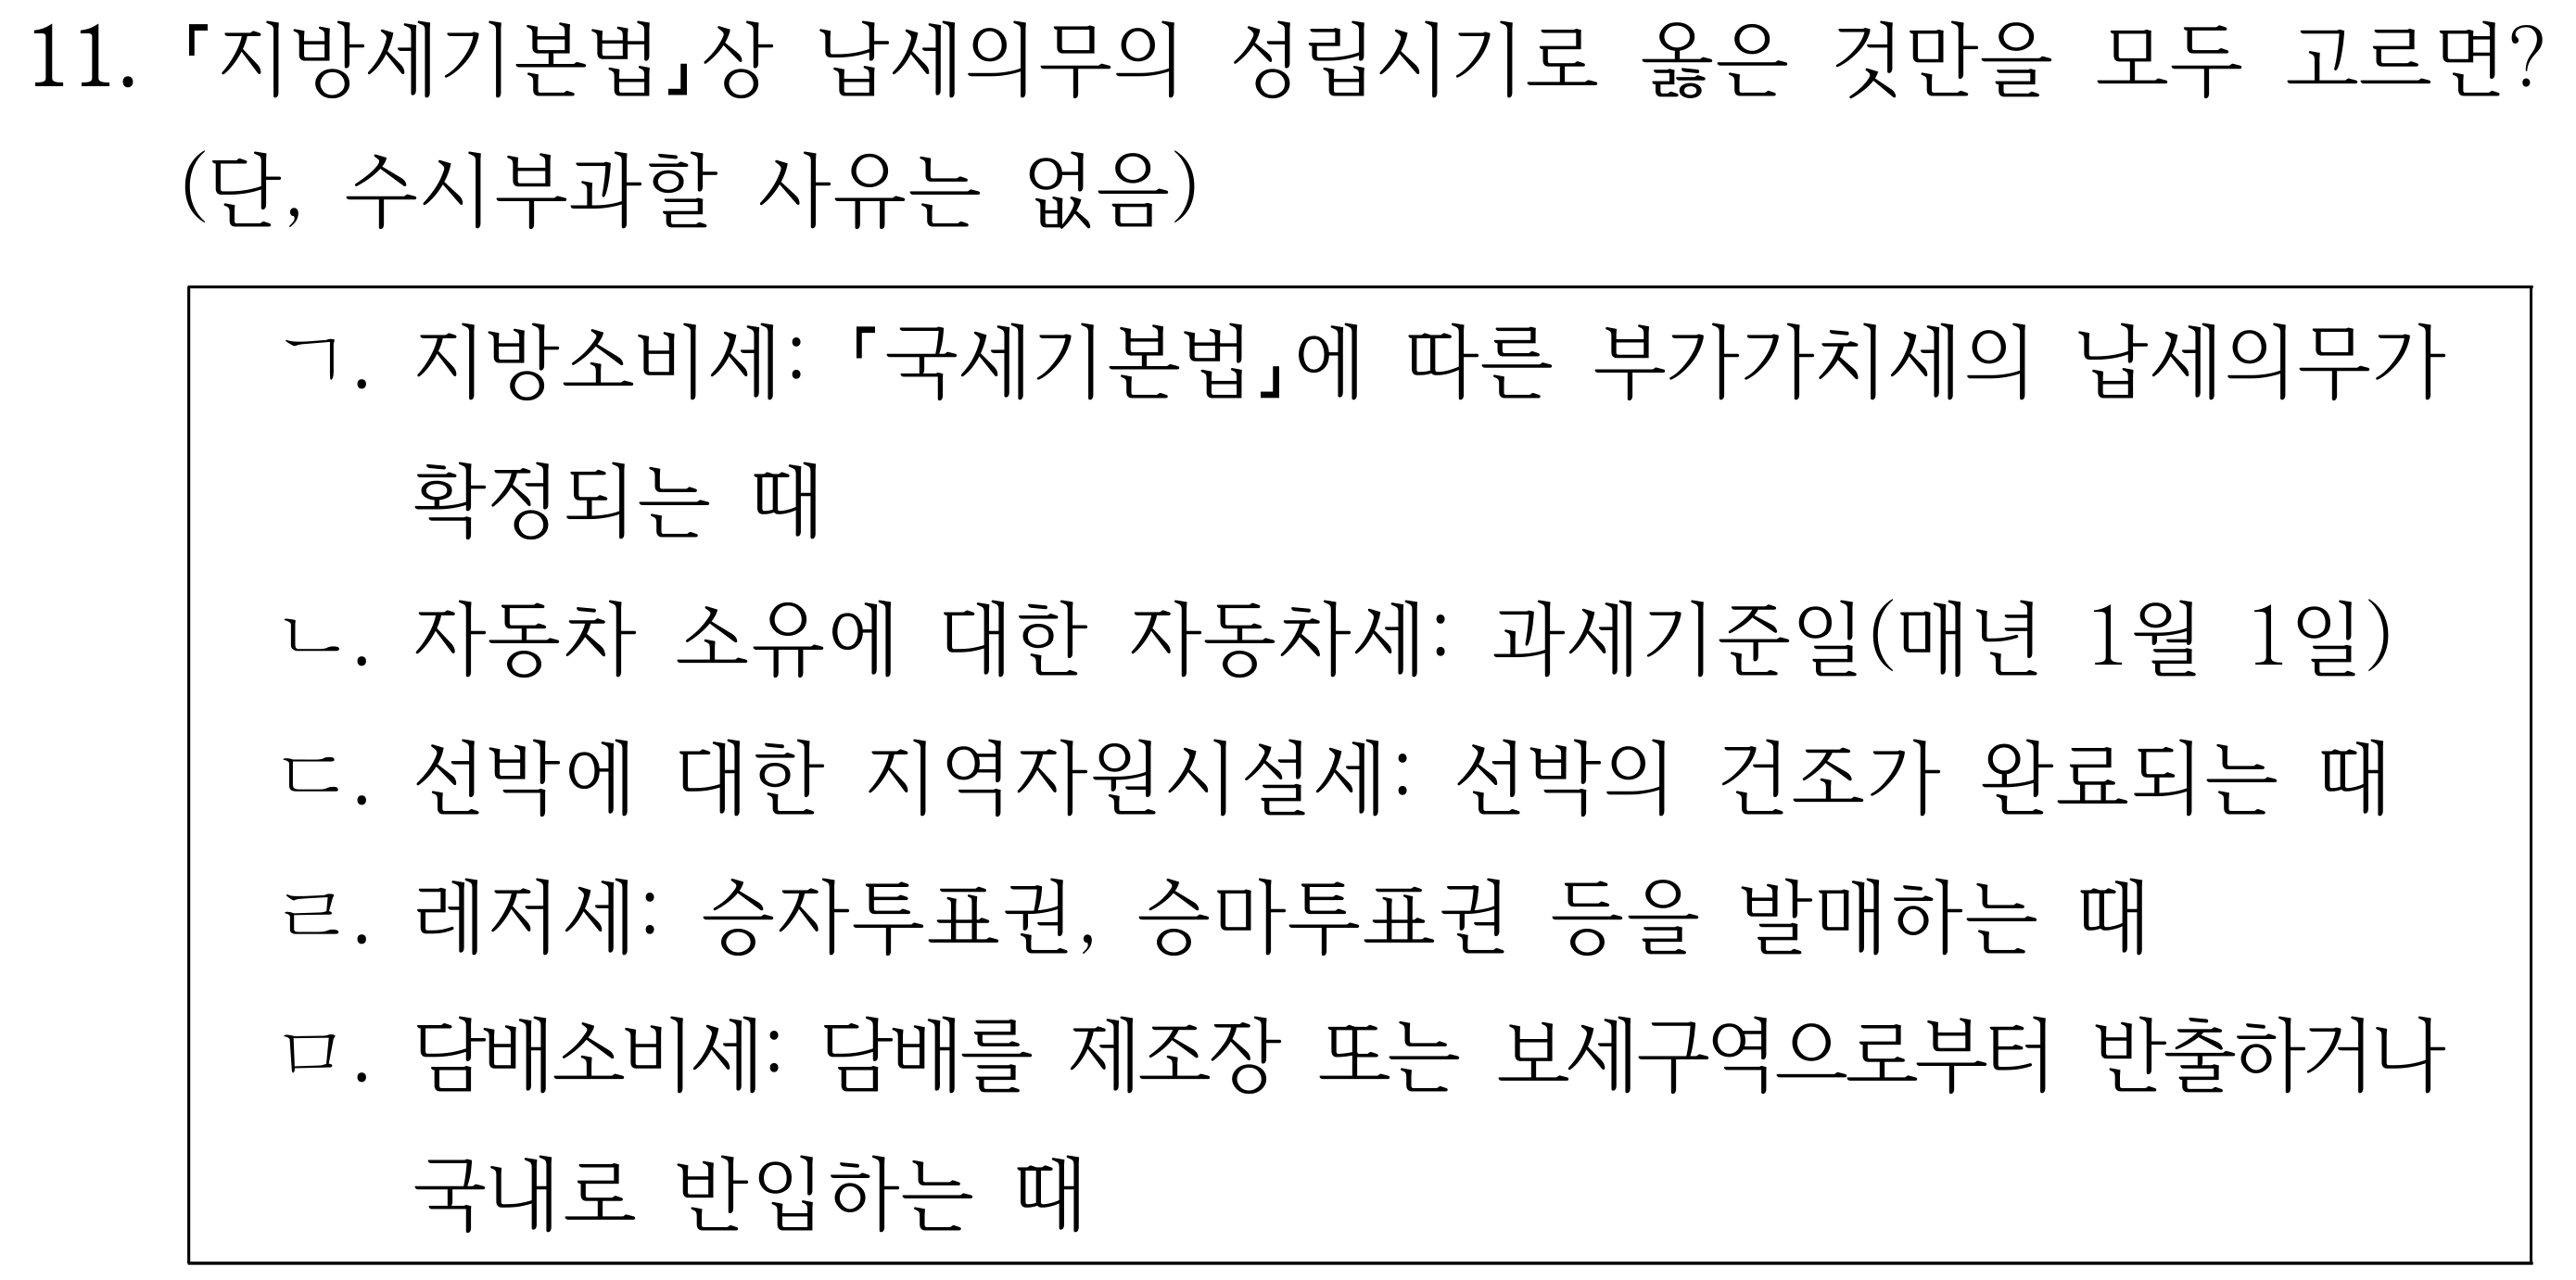 11. 「지방세기본법」상 납세의무의 성립시기로 옳은 것만을 모두 고르면?
(단, 수시부과할 사유는 없음)
ㄱ. 지방소비세: 「국세기본법」에 따른 부가가치세의 납세의무가
확정되는 때
ㄴ. 자동차 소유에 대한 자동차세: 과세기준일(매년 1월 1일)
ㄷ. 선박에 대한 지역자원시설세: 선박의 건조가 완료되는 때
ㄹ. 레저세: 승자투표권, 승마투표권 등을 발매하는 때
ㅁ. 담배소비세: 담배를 제조장 또는 보세구역으로부터 반출하거나
국내로 반입하는 때